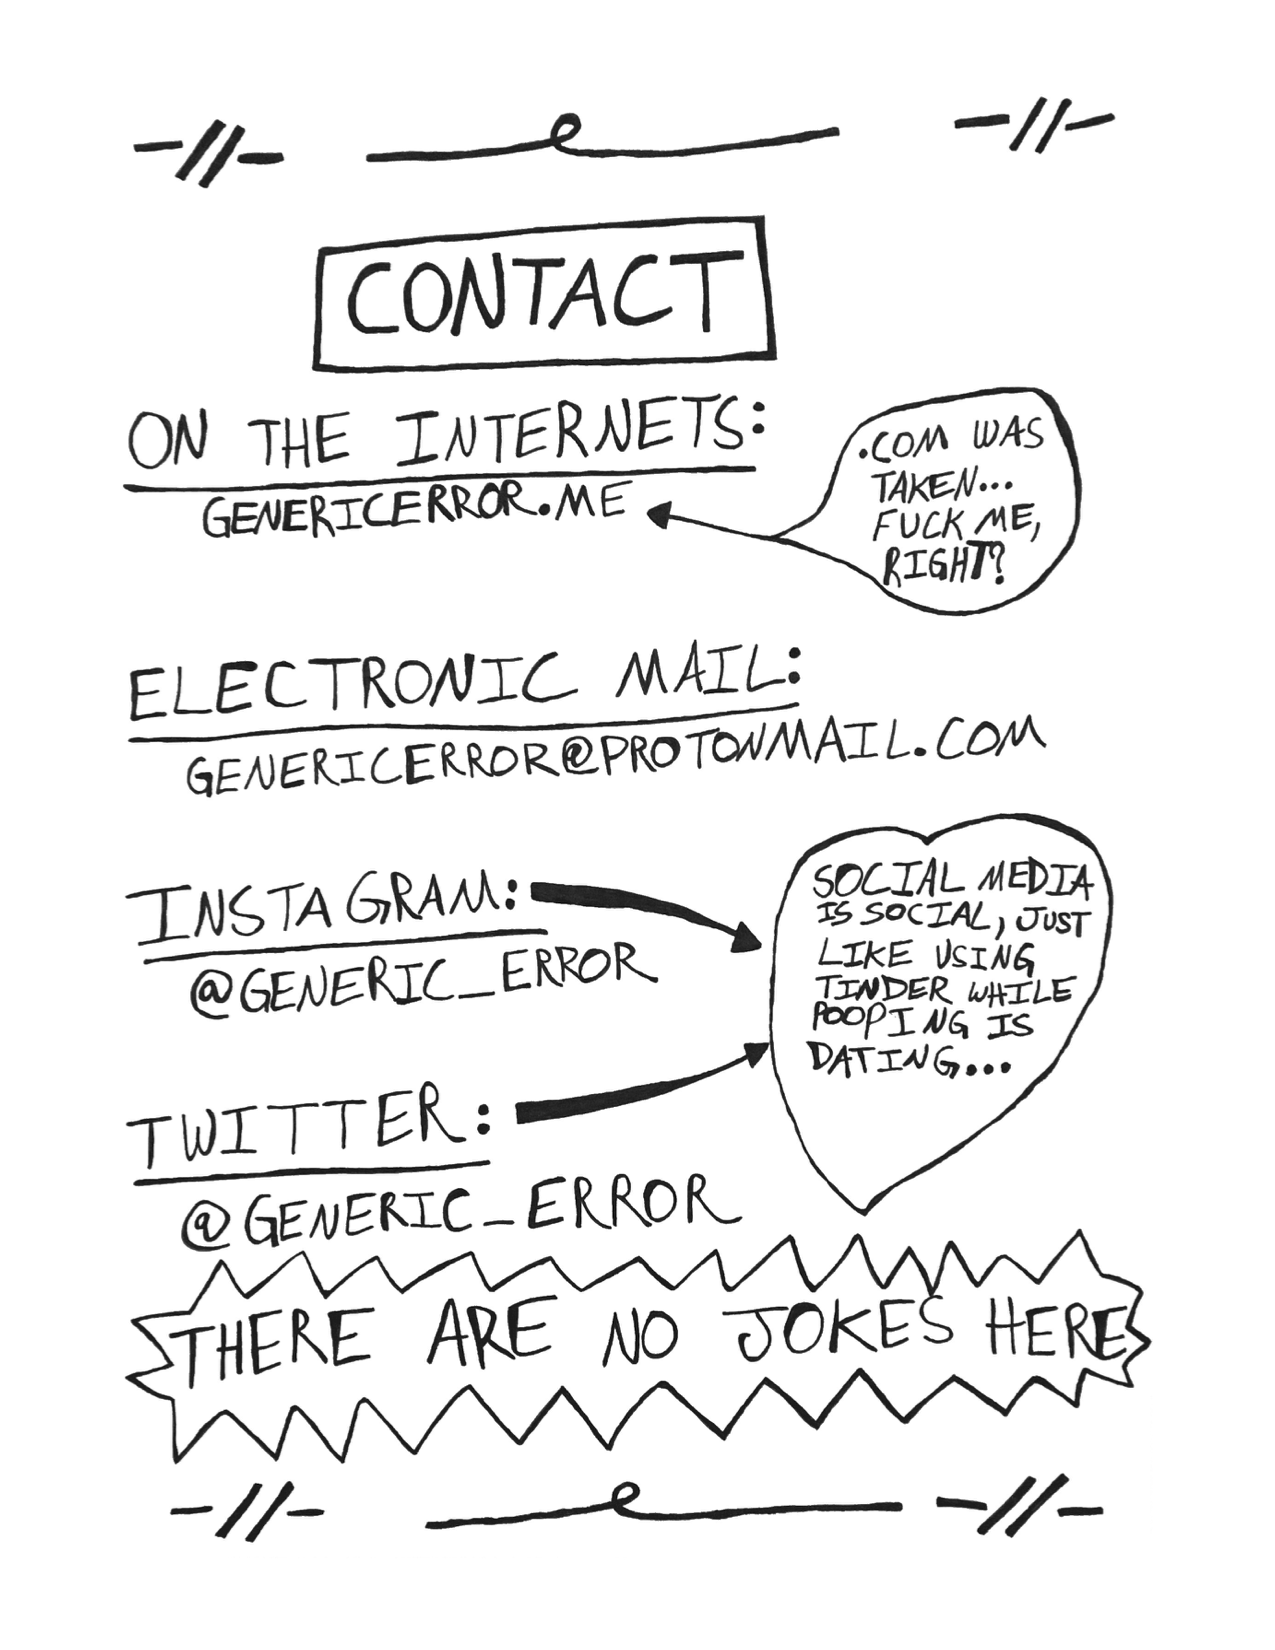 CONTACT
ON THE INTERNETS:
GENERICERROR.ME
.COM WAS
TAKEN...
FUCK ME,
RIGHT?
ELECTRONIC MAIL:
GENERICERROR@PROTONMAIL.COM
INSTAGRAM:
@GENERIC_ERROR
SOCIAL MEDIA
IS SOCIAL, JUST
LIKE USING
TINDER WHILE
POOPING IS
DATING...
TWITTER:
@GENERIC_ERROR
THERE ARE NO JOKES HERE